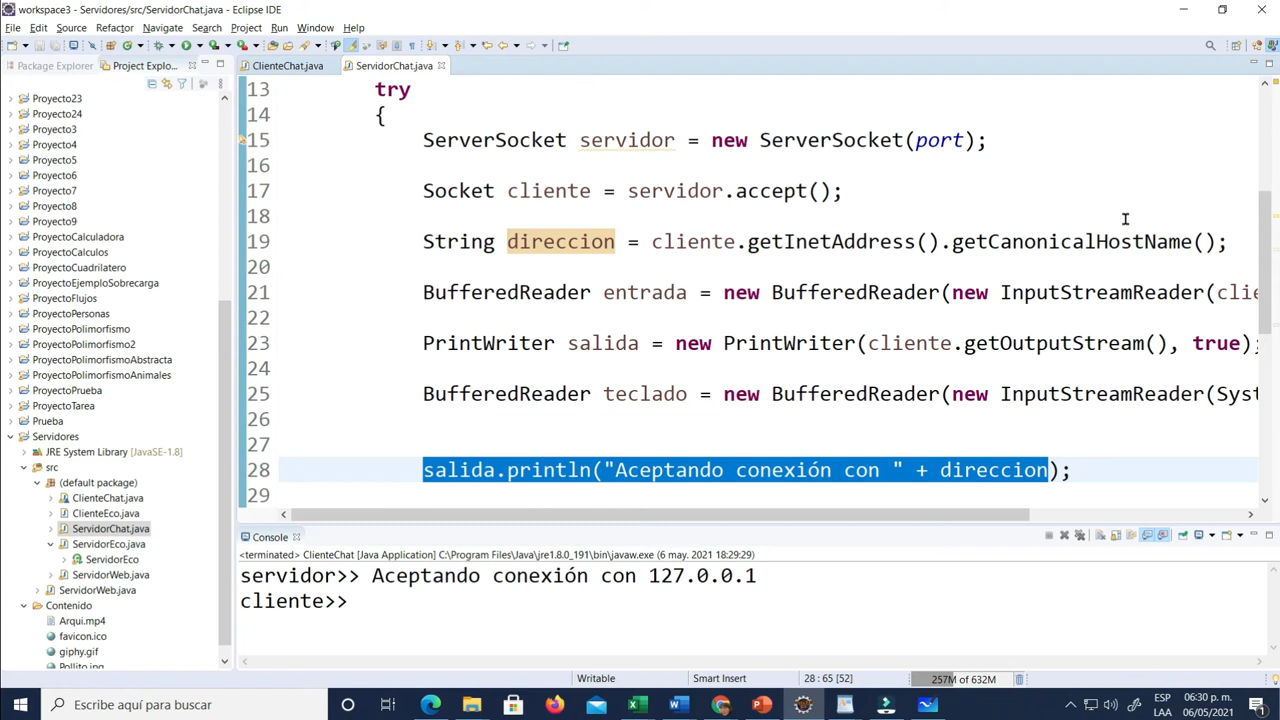 workspace3 - Servidores/src/ServidorChat.java - Eclipse IDE
File Edit Source Refactor Navigate Search Project Run Window Help
Package Explorer Project Explo... ClienteChat.java ServidorChat.java
Proyecto23
Proyecto24
Proyecto3
Proyecto4
Proyecto5
Proyecto6
Proyecto7
Proyecto8
Proyecto9
ProyectoCalculadora
ProyectoCalculos
ProyectoCuadrilatero
ProyectoEjemploSobrecarga
ProyectoFlujos
ProyectoPersonas
ProyectoPolimorfismo
ProyectoPolimorfismo2
ProyectoPolimorfismoAbstracta
ProyectoPolimorfismoAnimales
ProyectoPrueba
ProyectoTarea
Prueba
Servidores
JRE System Library [JavaSE-1.8]
src
(default package)
ClienteChat.java
ClienteEco.java
ServidorChat.java
ServidorEco.java
ServidorEco
ServidorWeb.java
ServidorWeb.java
Contenido
Arqui.mp4
favicon.ico
giphy.gif
Pollito.jpg
13 try
14 {
15 ServerSocket servidor = new ServerSocket(port);
16
17 Socket cliente = servidor.accept();
18
19 String direccion = cliente.getInetAddress().getCanonicalHostName();
20
21 BufferedReader entrada = new BufferedReader(new InputStreamReader(clie
22
23 PrintWriter salida = new PrintWriter(cliente.getOutputStream(), true);
24
25 BufferedReader teclado = new BufferedReader(new InputStreamReader(Syst
26
27
28 salida.println("Aceptando conexión con " + direccion);
29
Console
<terminated> ClienteChat [Java Application] C:\Program Files\Java\jre1.8.0_191\bin\javaw.exe (6 may. 2021 18:29:29)
servidor>> Aceptando conexión con 127.0.0.1
cliente>>
Writable Smart Insert 28 : 65 [52] 257M of 632M
Escribe aquí para buscar
ESP
LAA
06:30 p. m.
06/05/2021
1